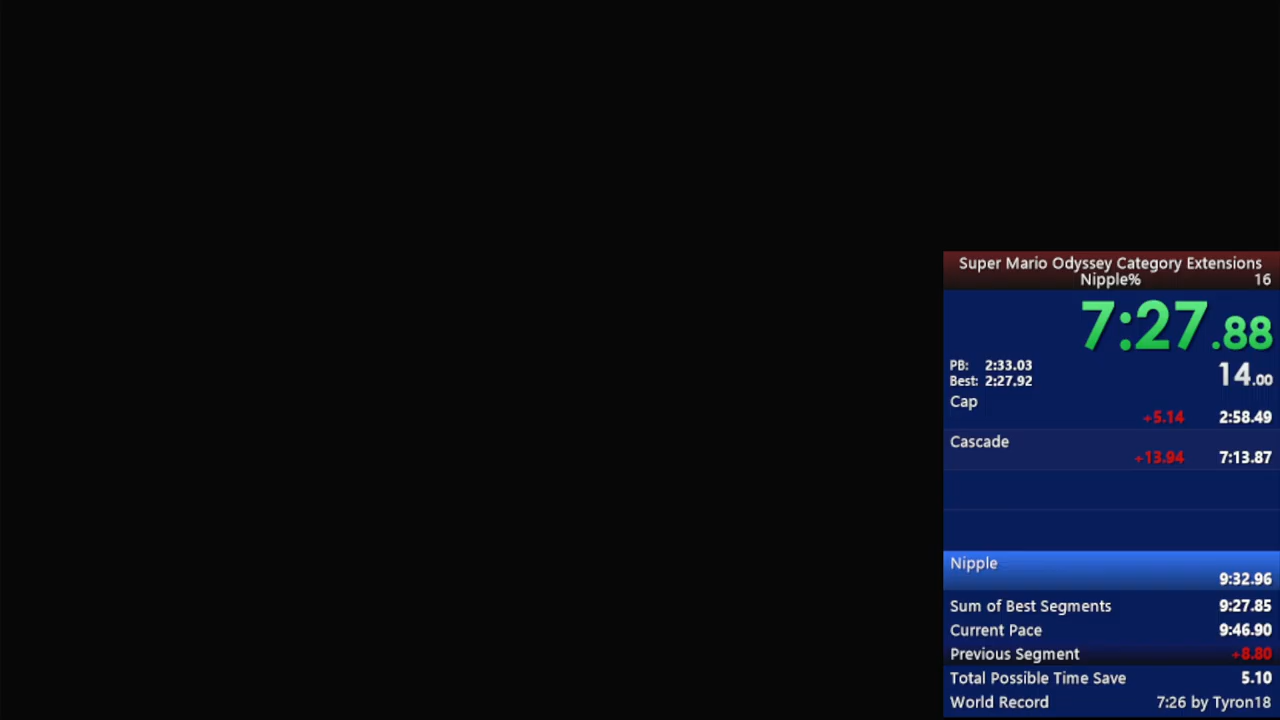 Super Mario Odyssey Category Extensions
Nipple% 16
7:27.88
PB: 2:33.03
Best: 2:27.92
14.00
Cap
+5.14 2:58.49
Cascade
+13.94 7:13.87
Nipple
9:32.96
Sum of Best Segments 9:27.85
Current Pace 9:46.90
Previous Segment +8.80
Total Possible Time Save 5.10
World Record 7:26 by Tyron18